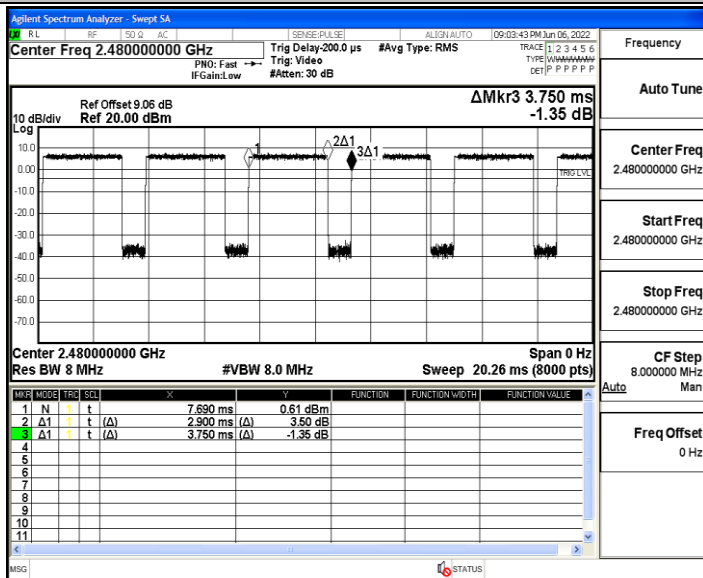 Agilent Spectrum Analyzer - Swept SA
LXI RL RF 50 Ω AC SENSE:PULSE ALIGN AUTO 09:03:43 PM Jun 06, 2022
Center Freq 2.480000000 GHz
PNO: Fast
IFGain:Low
Trig Delay-200.0 µs
Trig: Video
#Atten: 30 dB
#Avg Type: RMS
TRACE 1 2 3 4 5 6
TYPE WWWWWW
DET P P P P P P
Ref Offset 9.06 dB
10 dB/div Ref 20.00 dBm
Log
ΔMkr3 3.750 ms
-1.35 dB
10.0
0.00
-10.0
-20.0
-30.0
-40.0
-50.0
-60.0
-70.0
1
2Δ1
3Δ1
TRIG LVL
Center 2.480000000 GHz Span 0 Hz
Res BW 8 MHz #VBW 8.0 MHz Sweep 20.26 ms (8000 pts)
MKR MODE TRC SCL X Y FUNCTION FUNCTION WIDTH FUNCTION VALUE
1 N 1 t 7.690 ms 0.61 dBm
2 Δ1 1 t (Δ) 2.900 ms (Δ) 3.50 dB
3 Δ1 1 t (Δ) 3.750 ms (Δ) -1.35 dB
4
5
6
7
8
9
10
11
MSG STATUS
Frequency
Auto Tune
Center Freq
2.480000000 GHz
Start Freq
2.480000000 GHz
Stop Freq
2.480000000 GHz
CF Step
8.000000 MHz
Auto Man
Freq Offset
0 Hz